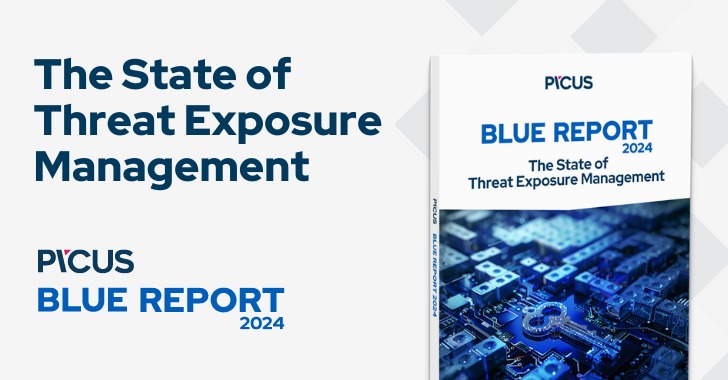 The State of
Threat Exposure
Management
PICUS
BLUE REPORT
2024
PICUS
BLUE REPORT
2024
The State of
Threat Exposure Management
PICUS BLUE REPORT 2024